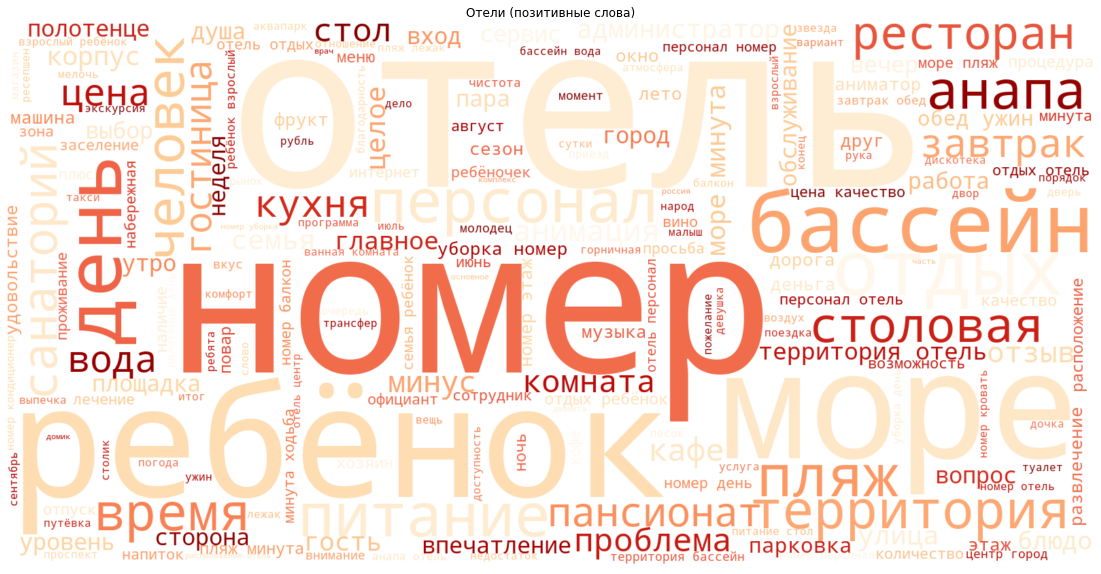 Отели (позитивные слова)
отель
номер
ребёнок
море
бассейн
отдых
персонал
питание
территория
день
человек
время
пляж
столовая
анапа
ресторан
завтрак
санаторий
пансионат
гостиница
кухня
вода
цена
стол
комната
проблема
полотенце
корпус
душа
вход
сервис
администратор
персонал номер
взрослый ребёнок
аквапарк
отель отдых
отношение
пляж лежак
бассейн вода
окно
атмосфера
меню
звезда
вариант
море пляж
процедура
вечер
аниматор
завтрак обед
обед ужин
минута
обслуживание
взрослый
ребёнок взрослый
экскурсия
мелочь
ресепшен
магазин
машина
зона
выбор
заселение
плюс
такси
набережная
неделя
фрукт
рубль
благодарность
целое
интернет
чистота
дело
пара
август
сезон
ребёночек
момент
лето
город
сутки
приезд
минута
конец
друг
рука
дискотека
работа
отдых отель
порядок
дверь
двор
цена качество
балкон
россия
комплекс
народ
малыш
вино
молодец
программа
июль
главное
семья
анимация
уборка номер
номер уборка
ванная комната
июнь
горничная
просьба
море минута
дорога
деньга
часть
качество
персонал отель
воздух
поездка
расположение
территория отель
отзыв
возможность
удовольствие
номер кондиционер
проживание
утро
вкус
наличие
комфорт
номер балкон
трансфер
очередь
основное
семья ребёнок
номер этаж
музыка
отель персонал
пожелание
девушка
ребята
повар
слово
площадка
лечение
выпечка
итог
отель центр
минус
официант
сотрудник
отдых ребёнок
вещь
домик
столик
погода
ужин
сентябрь
путёвка
отпуск
уровень
проспект
напиток
сторона
минута ходьба
лежак
пляж минута
хозяин
гость
внимание
анапа отель
недостаток
доступность
ночь
впечатление
кафе
номер день
услуга
территория бассейн
питание стол
парковка
улица
количество
этаж
центр город
блюдо
вопрос
номер отель
туалет
номер кровать
дочка
развлечение